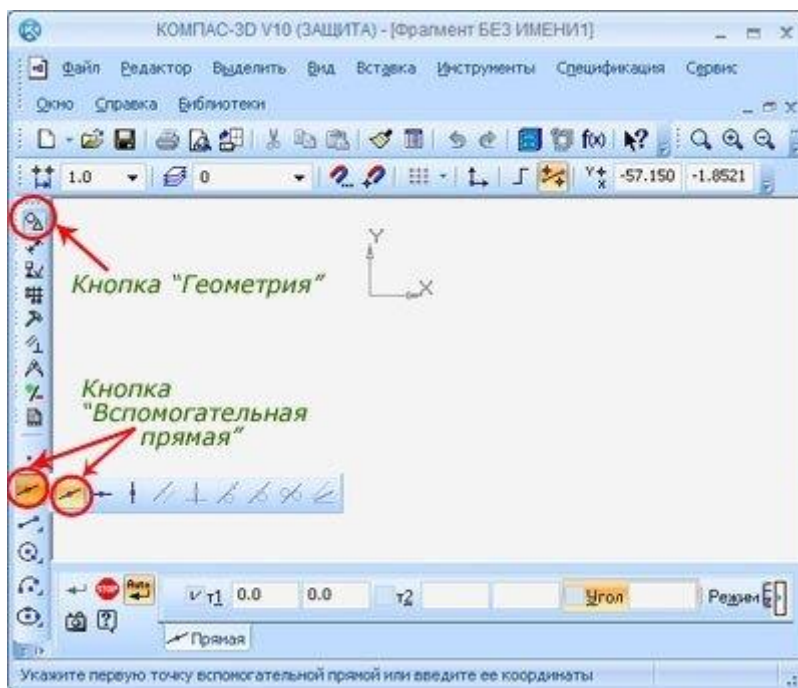 КОМПАС-3D V10 (ЗАЩИТА) - [Фрагмент БЕЗ ИМЕНИ1]
Файл Редактор Выделить Вид Вставка Инструменты Спецификация Сервис
Окно Справка Библиотеки
f(x)
1.0 0 Y X -57.150 -1.8521
Y
X
Кнопка "Геометрия"
Кнопка
"Вспомогательная
прямая"
STOP Auto т1 0.0 0.0 т2 Угол Режим
Прямая
Укажите первую точку вспомогательной прямой или введите ее координаты